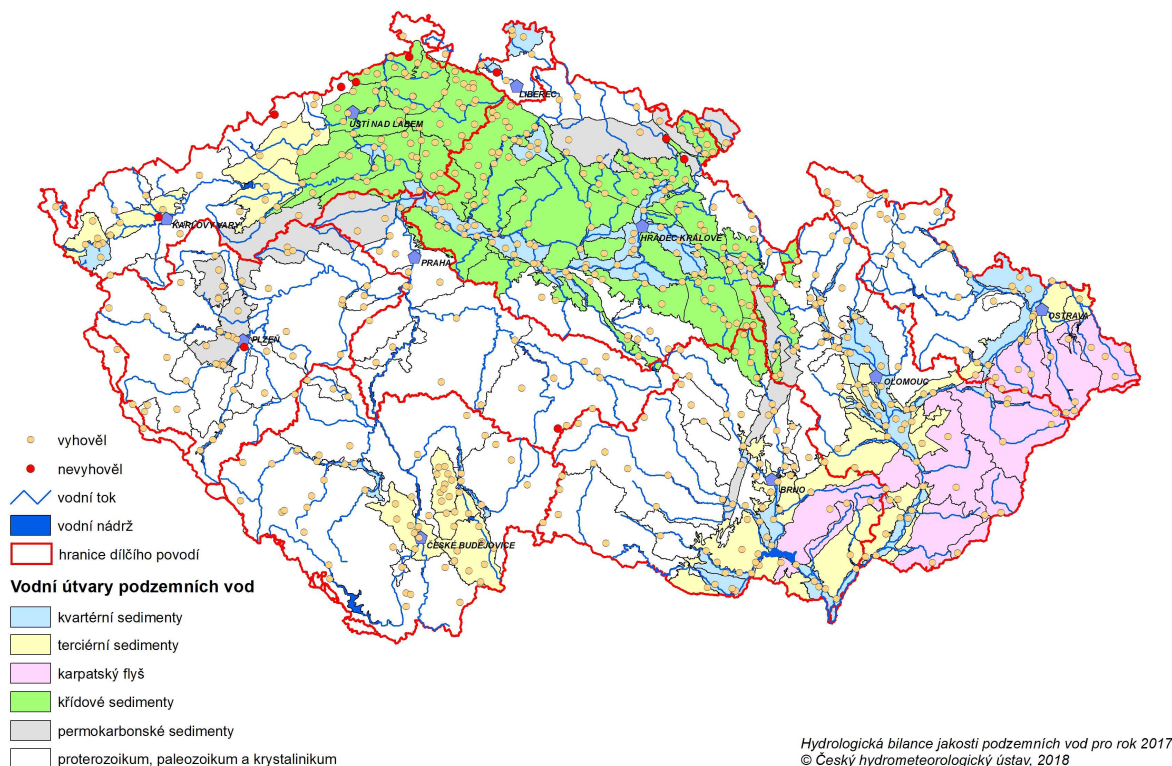 LIBEREC
ÚSTÍ NAD LABEM
KARLOVY VARY
HRADEC KRÁLOVÉ
PRAHA
OSTRAVA
PLZEŇ
OLOMOUC
BRNO
ČESKÉ BUDĚJOVICE
vyhověl
nevyhověl
vodní tok
vodní nádrž
hranice dílčího povodí
Vodní útvary podzemních vod
kvartérní sedimenty
terciérní sedimenty
karpatský flyš
křídové sedimenty
permokarbonské sedimenty
proterozoikum, paleozoikum a krystalinikum
Hydrologická bilance jakosti podzemních vod pro rok 2017
© Český hydrometeorologický ústav, 2018